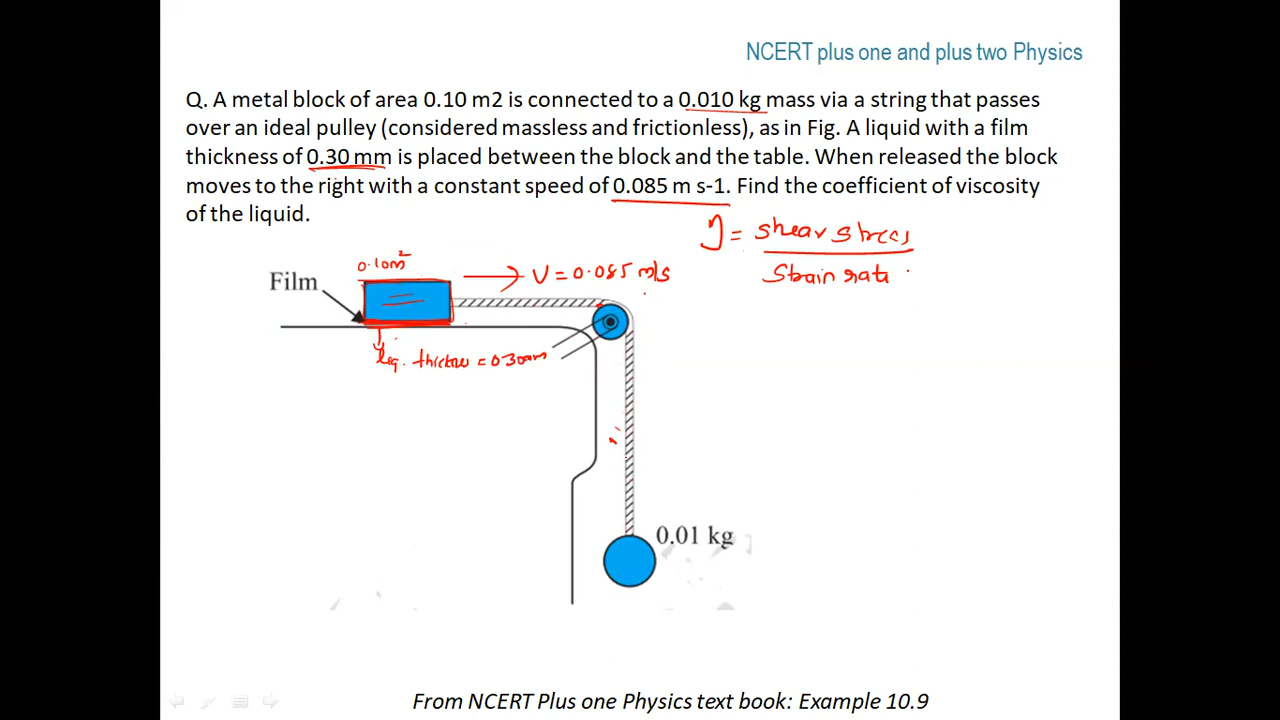 NCERT plus one and plus two Physics
Q. A metal block of area 0.10 m2 is connected to a 0.010 kg mass via a string that passes
over an ideal pulley (considered massless and frictionless), as in Fig. A liquid with a film
thickness of 0.30 mm is placed between the block and the table. When released the block
moves to the right with a constant speed of 0.085 m s-1. Find the coefficient of viscosity
of the liquid.
η = shear stress
Strain rate
0.10m²
Film
V = 0.085 m/s
liq. thickness = 0.30mm
0.01 kg
From NCERT Plus one Physics text book: Example 10.9